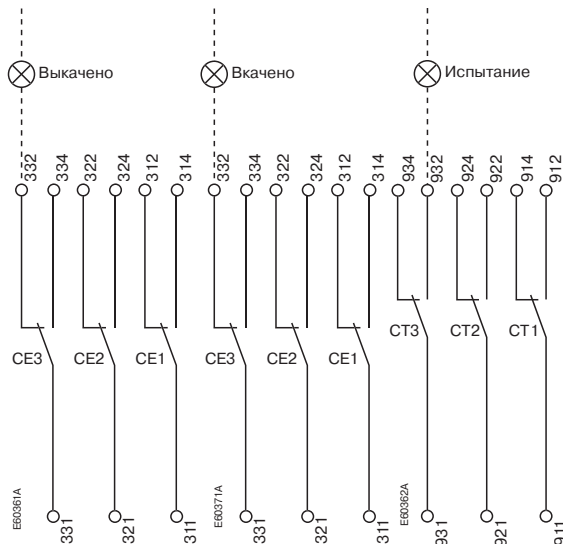 Выкачено
Вкачено
Испытание
332 334 322 324 312 314 332 334 322 324 312 314 934 932 924 922 914 912
CE3 CE2 CE1 CE3 CE2 CE1 CT3 CT2 CT1
E60361A E60371A E60362A
331 321 311 331 321 311 931 921 911